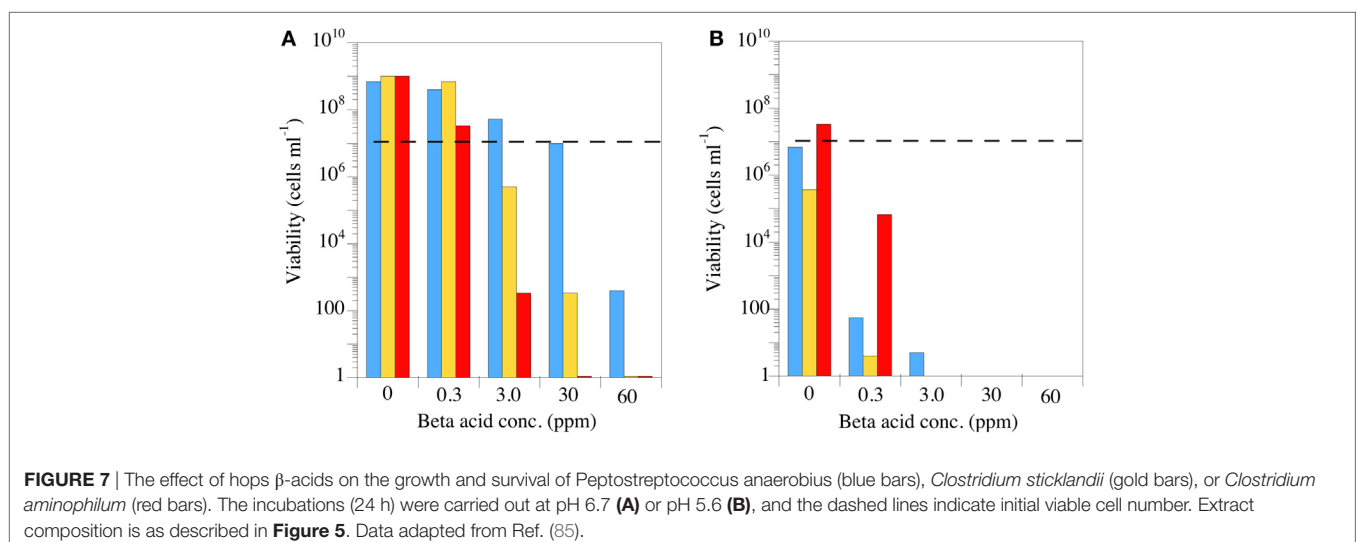 A
10^10
10^8
10^6
10^4
100
1
Viability (cells ml^-1)
0 0.3 3.0 30 60
Beta acid conc. (ppm)
B
10^10
10^8
10^6
10^4
100
1
Viability (cells ml^-1)
0 0.3 3.0 30 60
Beta acid conc. (ppm)
FIGURE 7 | The effect of hops β-acids on the growth and survival of Peptostreptococcus anaerobius (blue bars), Clostridium sticklandii (gold bars), or Clostridium
aminophilum (red bars). The incubations (24 h) were carried out at pH 6.7 (A) or pH 5.6 (B), and the dashed lines indicate initial viable cell number. Extract
composition is as described in Figure 5. Data adapted from Ref. (85).